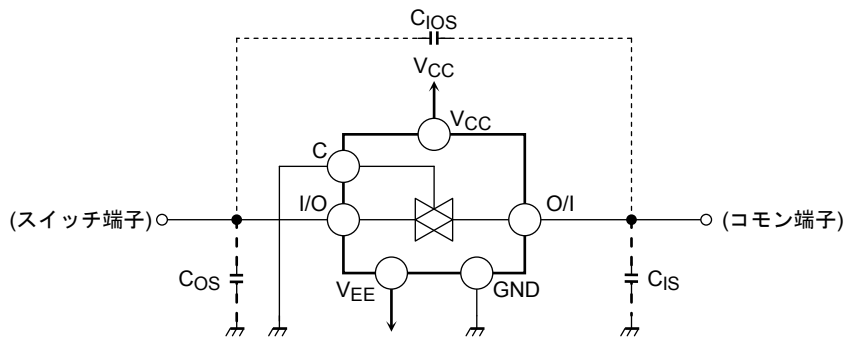 CIOS
VCC
VCC
C
I/O
O/I
(スイッチ端子)
(コモン端子)
COS
VEE
GND
CIS